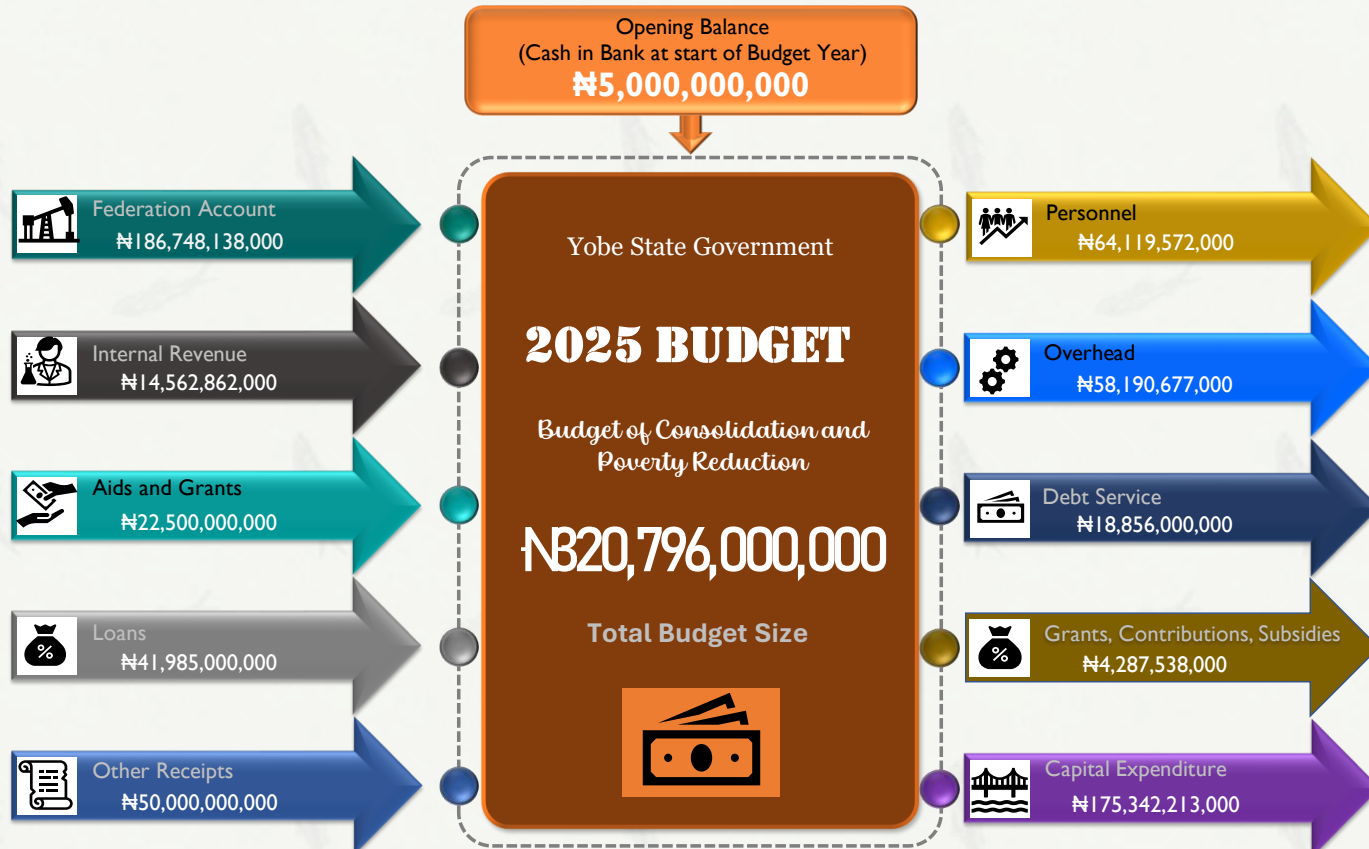 Opening Balance
(Cash in Bank at start of Budget Year)
₦5,000,000,000
Federation Account
₦186,748,138,000
Internal Revenue
₦14,562,862,000
Aids and Grants
₦22,500,000,000
Loans
₦41,985,000,000
Other Receipts
₦50,000,000,000
Yobe State Government
2025 BUDGET
Budget of Consolidation and
Poverty Reduction
₦320,796,000,000
Total Budget Size
Personnel
₦64,119,572,000
Overhead
₦58,190,677,000
Debt Service
₦18,856,000,000
Grants, Contributions, Subsidies
₦4,287,538,000
Capital Expenditure
₦175,342,213,000